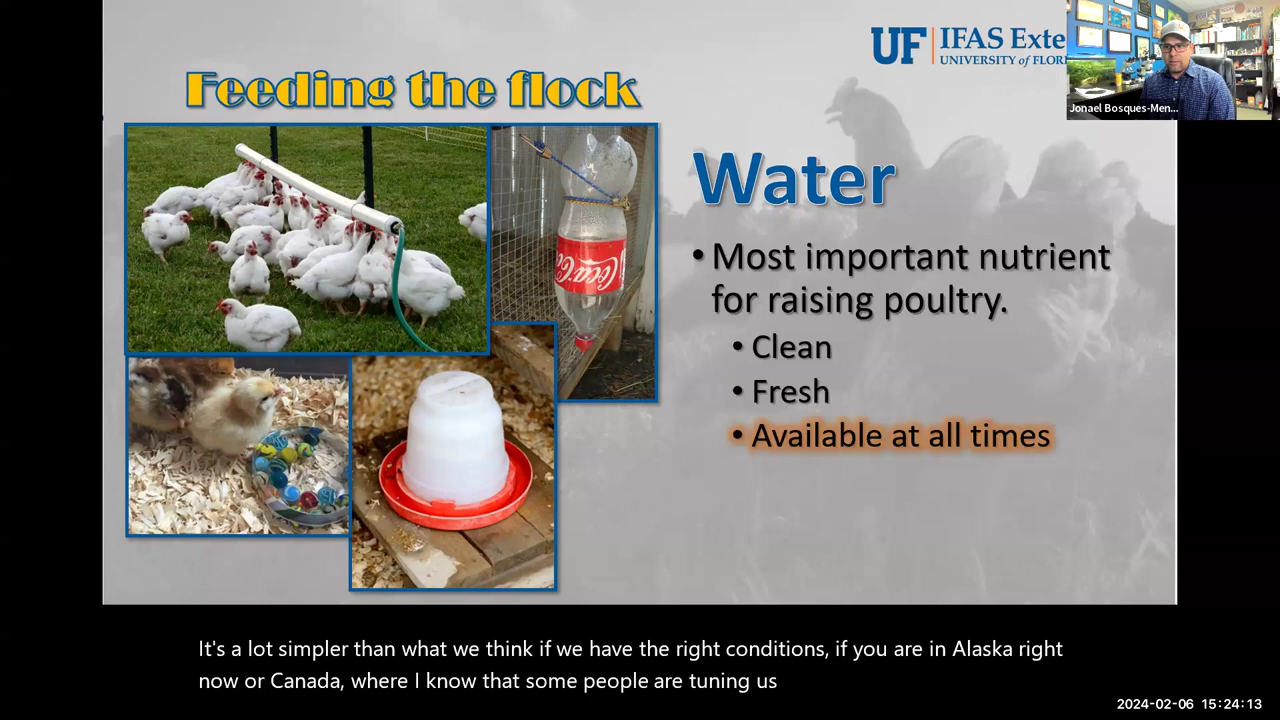 UF IFAS Exte
UNIVERSITY of FLOR
Jonael Bosques-Men...
Feeding the flock
Coca-Co
Water
• Most important nutrient
for raising poultry.
• Clean
• Fresh
• Available at all times
It's a lot simpler than what we think if we have the right conditions, if you are in Alaska right
now or Canada, where I know that some people are tuning us
2024-02-06 15:24:13